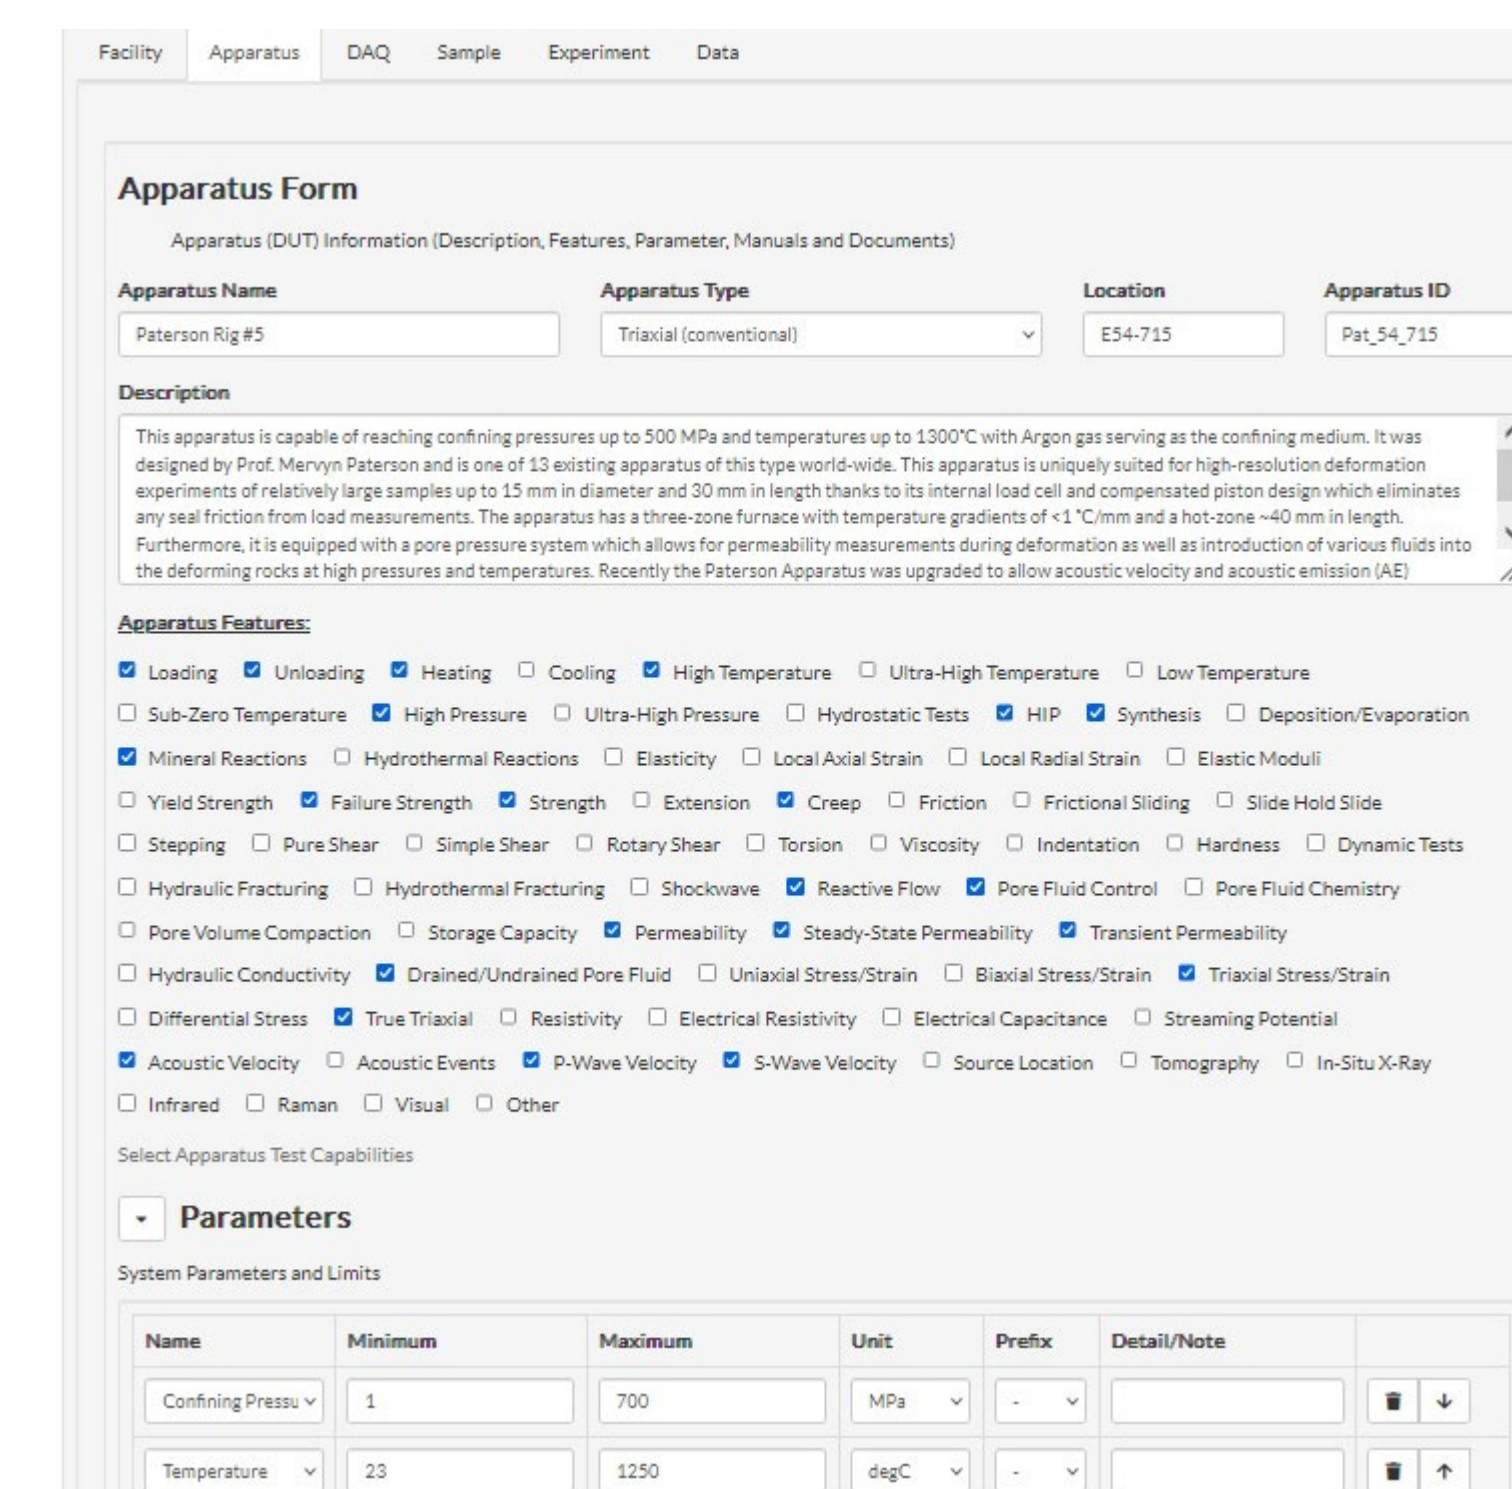 Facility Apparatus DAQ Sample Experiment Data
Apparatus Form
Apparatus (DUT) Information (Description, Features, Parameter, Manuals and Documents)
Apparatus Name Apparatus Type Location Apparatus ID
Paterson Rig #5 Triaxial (conventional) E54-715 Pat_54_715
Description
This apparatus is capable of reaching confining pressures up to 500 MPa and temperatures up to 1300°C with Argon gas serving as the confining medium. It was
designed by Prof. Mervyn Paterson and is one of 13 existing apparatus of this type world-wide. This apparatus is uniquely suited for high-resolution deformation
experiments of relatively large samples up to 15 mm in diameter and 30 mm in length thanks to its internal load cell and compensated piston design which eliminates
any seal friction from load measurements. The apparatus has a three-zone furnace with temperature gradients of <1 °C/mm and a hot-zone ~40 mm in length.
Furthermore, it is equipped with a pore pressure system which allows for permeability measurements during deformation as well as introduction of various fluids into
the deforming rocks at high pressures and temperatures. Recently the Paterson Apparatus was upgraded to allow acoustic velocity and acoustic emission (AE)
Apparatus Features:
Loading Unloading Heating Cooling High Temperature Ultra-High Temperature Low Temperature
Sub-Zero Temperature High Pressure Ultra-High Pressure Hydrostatic Tests HIP Synthesis Deposition/Evaporation
Mineral Reactions Hydrothermal Reactions Elasticity Local Axial Strain Local Radial Strain Elastic Moduli
Yield Strength Failure Strength Strength Extension Creep Friction Frictional Sliding Slide Hold Slide
Stepping Pure Shear Simple Shear Rotary Shear Torsion Viscosity Indentation Hardness Dynamic Tests
Hydraulic Fracturing Hydrothermal Fracturing Shockwave Reactive Flow Pore Fluid Control Pore Fluid Chemistry
Pore Volume Compaction Storage Capacity Permeability Steady-State Permeability Transient Permeability
Hydraulic Conductivity Drained/Undrained Pore Fluid Uniaxial Stress/Strain Biaxial Stress/Strain Triaxial Stress/Strain
Differential Stress True Triaxial Resistivity Electrical Resistivity Electrical Capacitance Streaming Potential
Acoustic Velocity Acoustic Events P-Wave Velocity S-Wave Velocity Source Location Tomography In-Situ X-Ray
Infrared Raman Visual Other
Select Apparatus Test Capabilities
Parameters
System Parameters and Limits
Name Minimum Maximum Unit Prefix Detail/Note
Confining Pressu 1 700 MPa -
Temperature 23 1250 degC -